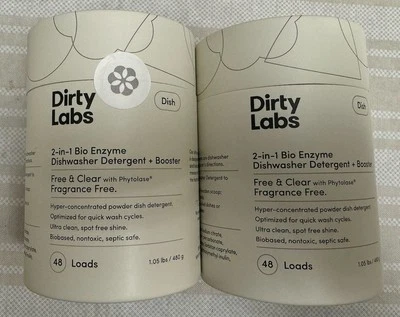 Dirty
Labs
Dish
2-in-1 Bio Enzyme
Dishwasher Detergent + Booster
Free & Clear with Phytolase®
Fragrance Free.
Hyper-concentrated powder dish detergent.
Optimized for quick wash cycles.
Ultra clean, spot free shine.
Biobased, nontoxic, septic safe.
48 Loads
1.05 lbs / 480 g
Dirty
Labs
Dish
2-in-1 Bio Enzyme
Dishwasher Detergent + Booster
Free & Clear with Phytolase®
Fragrance Free.
Hyper-concentrated powder dish detergent.
Optimized for quick wash cycles.
Ultra clean, spot free shine.
Biobased, nontoxic, septic safe.
48 Loads
1.05 lbs / 480